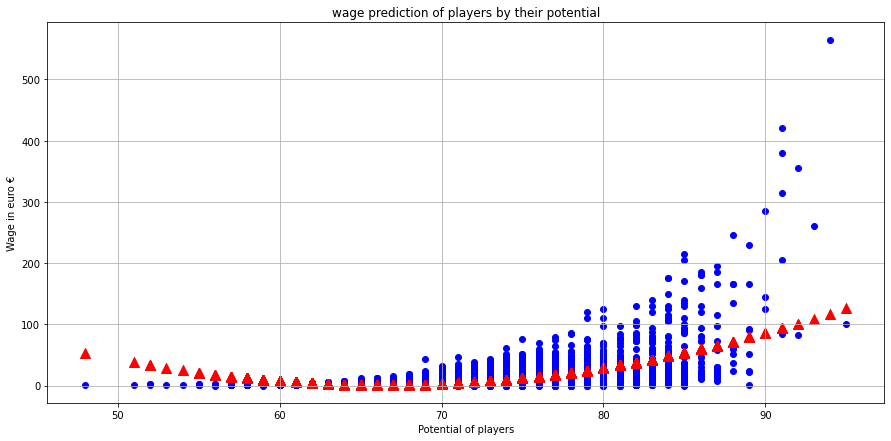 wage prediction of players by their potential
Wage in euro €
500
400
300
200
100
0
50 60 70 80 90
Potential of players